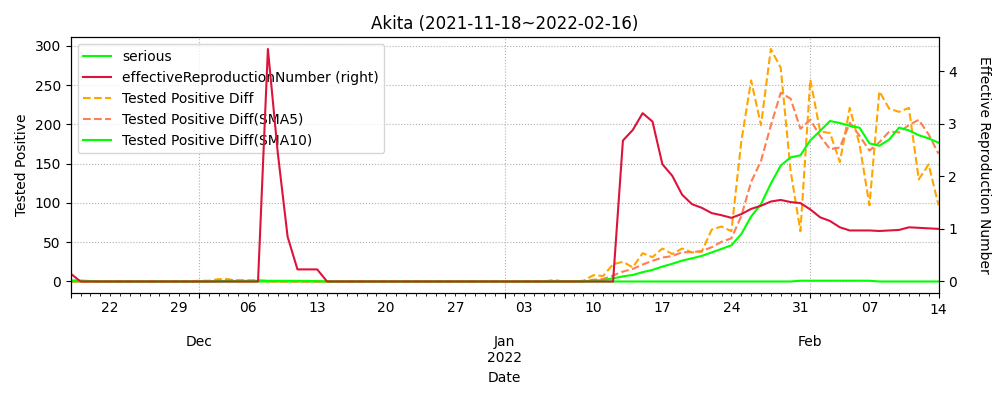 Akita (2021-11-18~2022-02-16)
serious
effectiveReproductionNumber (right)
Tested Positive Diff
Tested Positive Diff(SMA5)
Tested Positive Diff(SMA10)
Tested Positive
300
250
200
150
100
50
0
4
3
2
1
0
Effective Reproduction Number
22 29 06 13 20 27 03 10 17 24 31 07 14
Dec Jan Feb
2022
Date